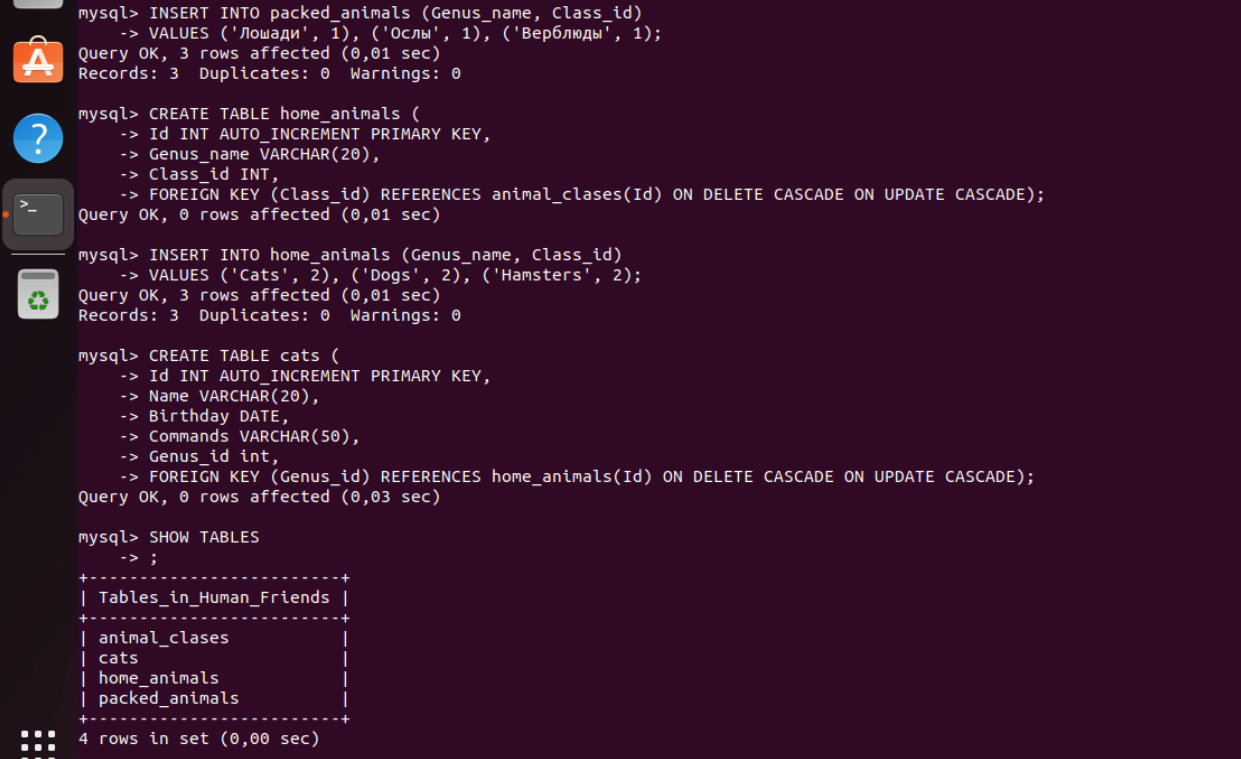 mysql> INSERT INTO packed_animals (Genus_name, Class_id)
    -> VALUES ('Лошади', 1), ('Ослы', 1), ('Верблюды', 1);
Query OK, 3 rows affected (0,01 sec)
Records: 3  Duplicates: 0  Warnings: 0

mysql> CREATE TABLE home_animals (
    -> Id INT AUTO_INCREMENT PRIMARY KEY,
    -> Genus_name VARCHAR(20),
    -> Class_id INT,
    -> FOREIGN KEY (Class_id) REFERENCES animal_clases(Id) ON DELETE CASCADE ON UPDATE CASCADE);
Query OK, 0 rows affected (0,01 sec)

mysql> INSERT INTO home_animals (Genus_name, Class_id)
    -> VALUES ('Cats', 2), ('Dogs', 2), ('Hamsters', 2);
Query OK, 3 rows affected (0,01 sec)
Records: 3  Duplicates: 0  Warnings: 0

mysql> CREATE TABLE cats (
    -> Id INT AUTO_INCREMENT PRIMARY KEY,
    -> Name VARCHAR(20),
    -> Birthday DATE,
    -> Commands VARCHAR(50),
    -> Genus_id int,
    -> FOREIGN KEY (Genus_id) REFERENCES home_animals(Id) ON DELETE CASCADE ON UPDATE CASCADE);
Query OK, 0 rows affected (0,03 sec)

mysql> SHOW TABLES
    -> ;
+-------------------------+
| Tables_in_Human_Friends |
+-------------------------+
| animal_clases           |
| cats                    |
| home_animals            |
| packed_animals          |
+-------------------------+
4 rows in set (0,00 sec)